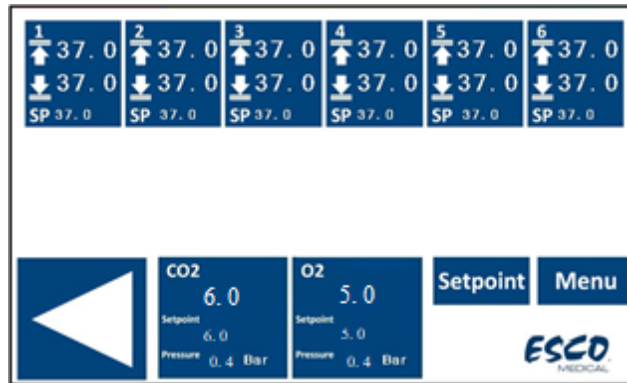 1 2 3 4 5 6
37.0 37.0 37.0 37.0 37.0 37.0
37.0 37.0 37.0 37.0 37.0 37.0
SP 37.0 SP 37.0 SP 37.0 SP 37.0 SP 37.0 SP 37.0
CO2
6.0
Setpoint
6.0
Pressure 0.4 Bar
O2
5.0
Setpoint
5.0
Pressure 0.4 Bar
Setpoint
Menu
ESCO
MEDICAL